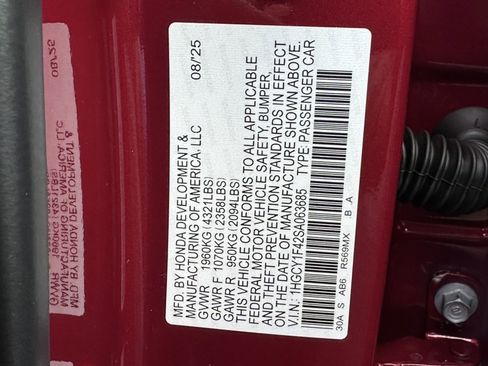 MFD. BY HONDA DEVELOPMENT & 08/25
MANUFACTURING OF AMERICA, LLC
GVWR 1960KG(4321LBS)
GAWR F 1070KG(2358LBS)
GAWR R 950KG(2094LBS)
THIS VEHICLE CONFORMS TO ALL APPLICABLE
FEDERAL MOTOR VEHICLE SAFETY, BUMPER,
AND THEFT PREVENTION STANDARDS IN EFFECT
ON THE DATE OF MANUFACTURE SHOWN ABOVE.
V.I.N: 1HGCY1F42SA063685 TYPE: PASSENGER CAR
30A S AB6 R569MX B A